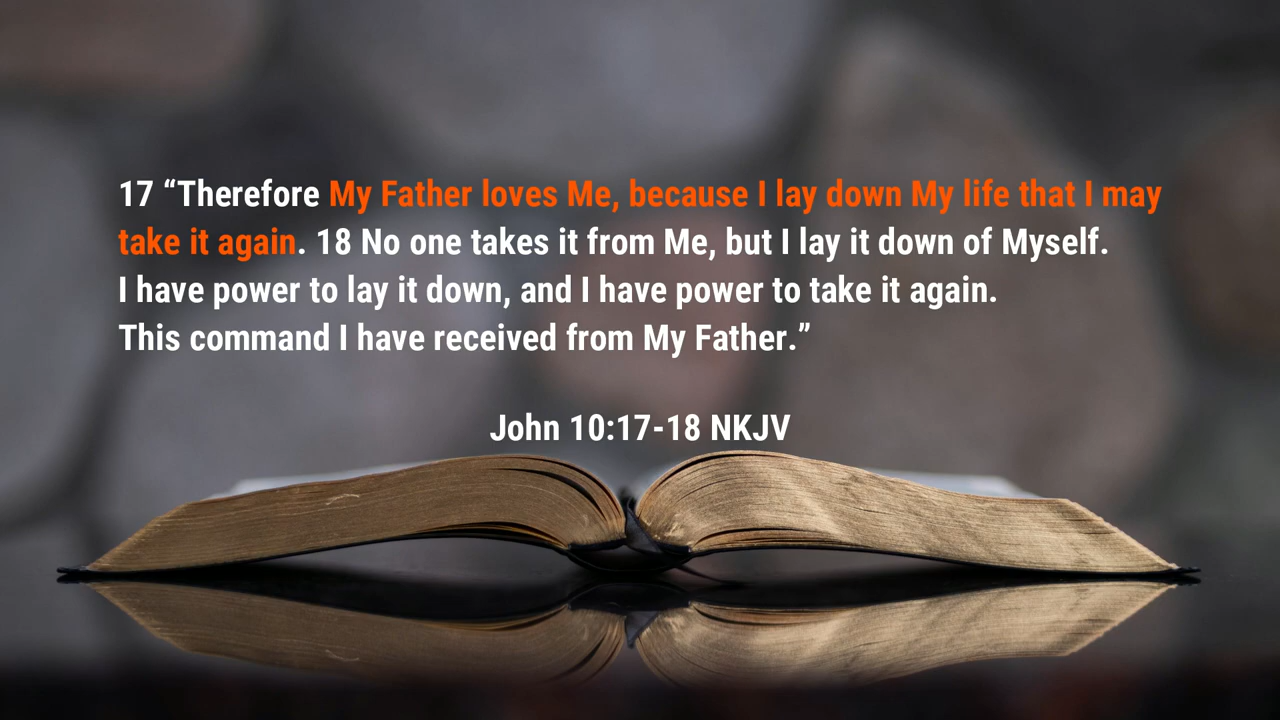 17 “Therefore My Father loves Me, because I lay down My life that I may
take it again. 18 No one takes it from Me, but I lay it down of Myself.
I have power to lay it down, and I have power to take it again.
This command I have received from My Father.”
John 10:17-18 NKJV